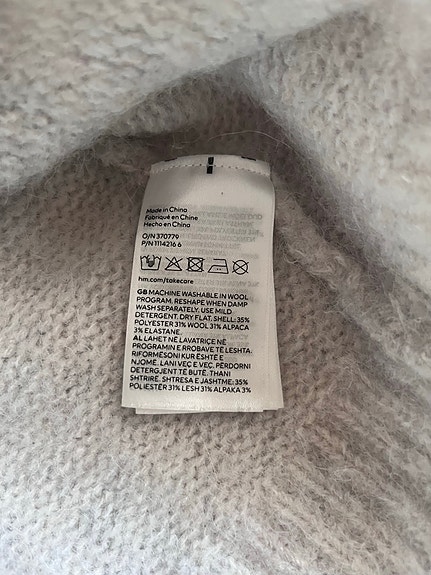 Made in China
Fabriqué en Chine
Hecho en China
O/N 370779
P/N 1114216 6
hm.com/takecare
GB MACHINE WASHABLE IN WOOL
PROGRAM. RESHAPE WHEN DAMP
WASH SEPARATELY. USE MILD
DETERGENT. DRY FLAT. SHELL: 35%
POLYESTER 31% WOOL 31% ALPACA
3% ELASTANE.
AL LAHET NË LAVATRICE NË
PROGRAMIN E RROBAVE TË LESHTA.
RIFORMËSONI KUR ËSHTË E
NJOMË. LANI VEÇ E VEÇ. PËRDORNI
DETERGJENT TË BUTË. THANI
SHTRIRË. SHTRESA E JASHTME: 35%
POLIESTËR 31% LESH 31% ALPAKA 3%